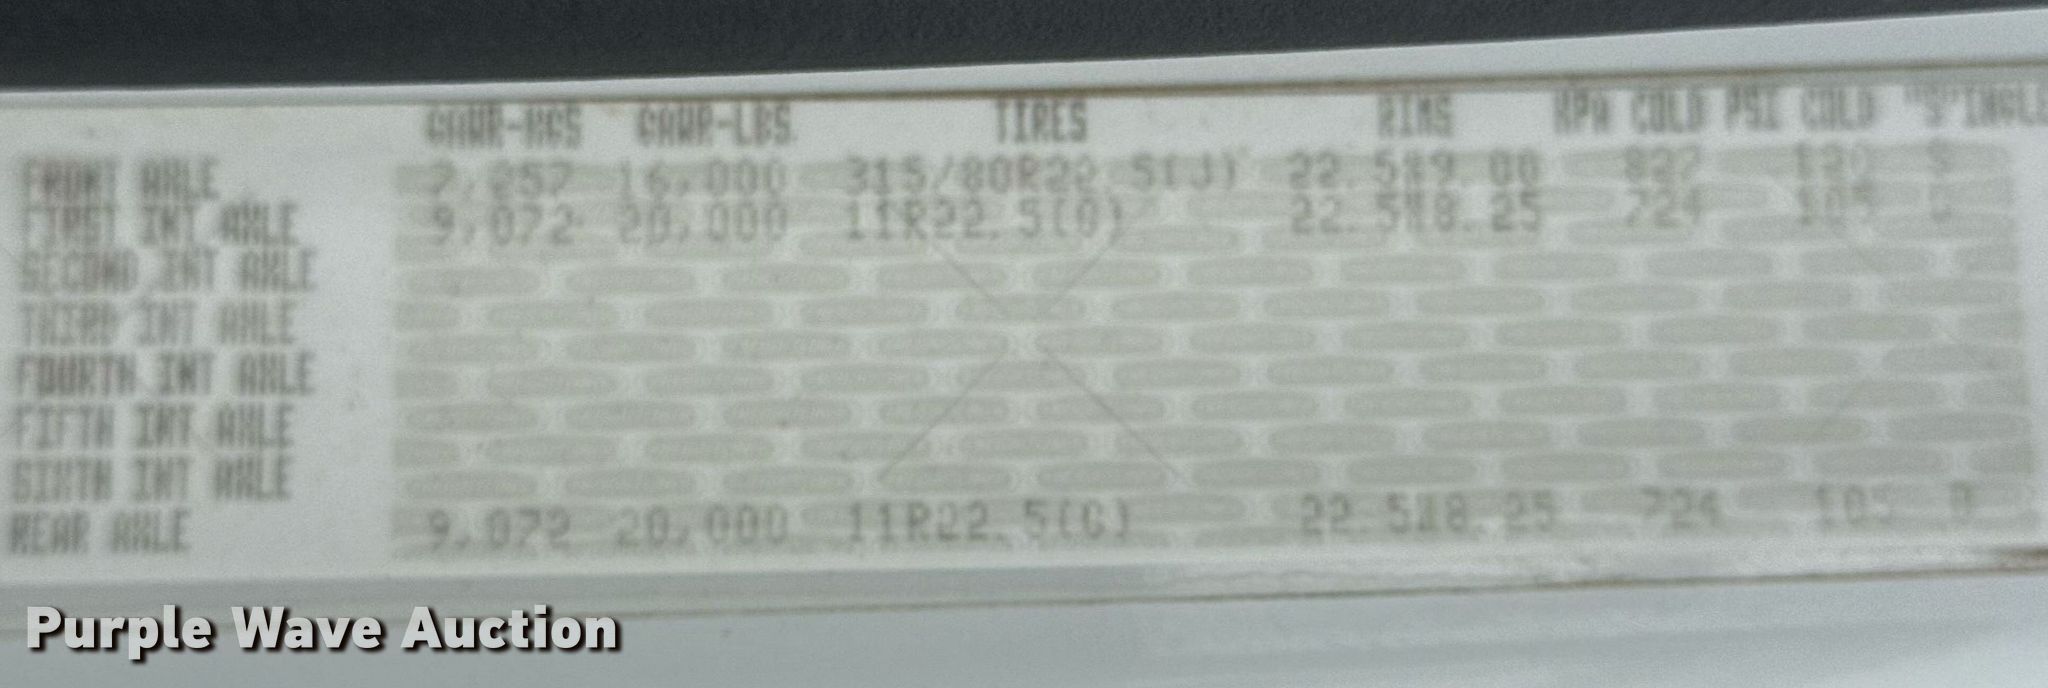 GAWR-KGS GAWR-LBS TIRES RIMS KPA COLD PSI COLD "S"INGLE
FRONT AXLE 7,257 16,000 315/80R22.5(J) 22.5X9.00 827 120 S
FIRST INT AXLE 9,072 20,000 11R22.5(G) 22.5X8.25 724 105 D
SECOND INT AXLE
THIRD INT AXLE
FOURTH INT AXLE
FIFTH INT AXLE
SIXTH INT AXLE
REAR AXLE 9,072 20,000 11R22.5(G) 22.5X8.25 724 105 D
Purple Wave Auction